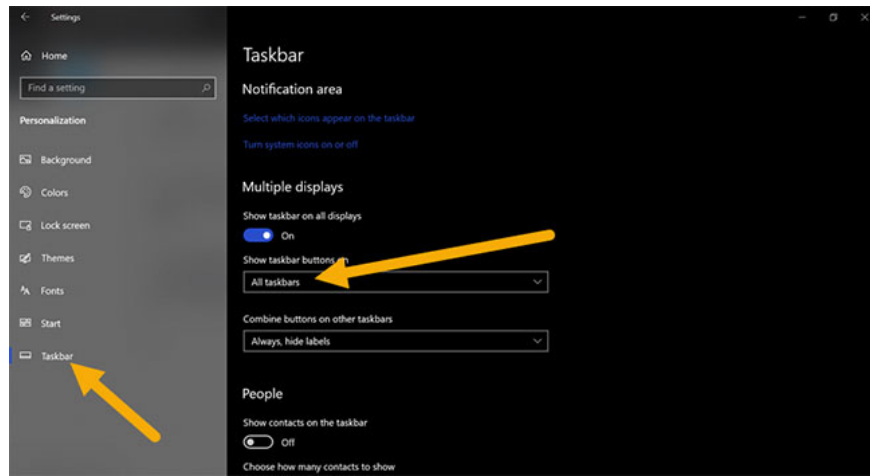 Settings
Home
Find a setting
Personalization
Background
Colors
Lock screen
Themes
Fonts
Start
Taskbar
Taskbar
Notification area
Select which icons appear on the taskbar
Turn system icons on or off
Multiple displays
Show taskbar on all displays
On
Show taskbar buttons on
All taskbars
Combine buttons on other taskbars
Always, hide labels
People
Show contacts on the taskbar
Off
Choose how many contacts to show